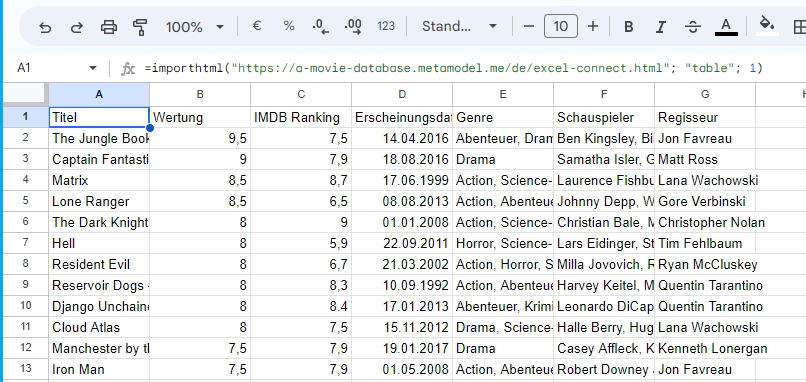 100% € % .0 .00 123 Stand... − 10 + B I S A
A1 fx =importhtml("https://a-movie-database.metamodel.me/de/excel-connect.html"; "table"; 1)
A B C D E F G H
1 Titel Wertung IMDB Ranking Erscheinungsdat Genre Schauspieler Regisseur
2 The Jungle Book 9,5 7,5 14.04.2016 Abenteuer, Dram Ben Kingsley, Bi Jon Favreau
3 Captain Fantasti 9 7,9 18.08.2016 Drama Samatha Isler, G Matt Ross
4 Matrix 8,5 8,7 17.06.1999 Action, Science- Laurence Fishbu Lana Wachowski
5 Lone Ranger 8,5 6,5 08.08.2013 Action, Abenteue Johnny Depp, W Gore Verbinski
6 The Dark Knight 8 9 01.01.2008 Action, Science- Christian Bale, M Christopher Nolan
7 Hell 8 5,9 22.09.2011 Horror, Science- Lars Eidinger, St Tim Fehlbaum
8 Resident Evil 8 6,7 21.03.2002 Action, Horror, S Milla Jovovich, R Ryan McCluskey
9 Reservoir Dogs - 8 8,3 10.09.1992 Action, Abenteue Harvey Keitel, M Quentin Tarantino
10 Django Unchaine 8 8.4 17.01.2013 Abenteuer, Krimi Leonardo DiCap Quentin Tarantino
11 Cloud Atlas 8 7,5 15.11.2012 Drama, Science- Halle Berry, Hug Lana Wachowski
12 Manchester by th 7,5 7,9 19.01.2017 Drama Casey Affleck, K Kenneth Lonergan
13 Iron Man 7,5 7,9 01.05.2008 Action, Abenteue Robert Downey Jon Favreau